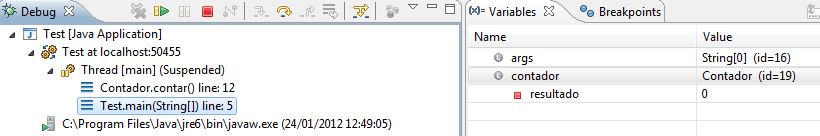 Debug
Test [Java Application]
Test at localhost:50455
Thread [main] (Suspended)
Contador.contar() line: 12
Test.main(String[]) line: 5
C:\Program Files\Java\jre6\bin\javaw.exe (24/01/2012 12:49:05)
(x)= Variables
Breakpoints
Name Value
args String[0] (id=16)
contador Contador (id=19)
resultado 0